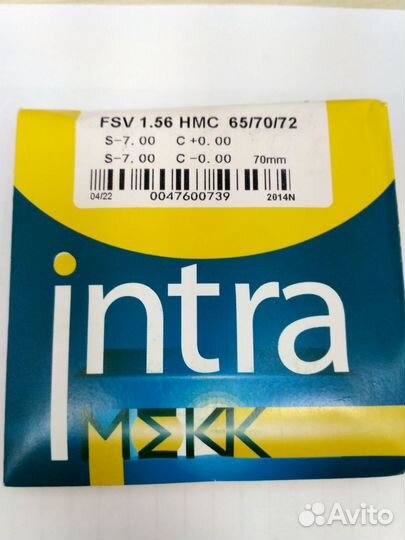 FSV 1.56 HMC 65/70/72
S-7.00 C+0.00
S-7.00 C-0.00 70mm
04/22 0047600739 2014N
intra
MEKK
Avito